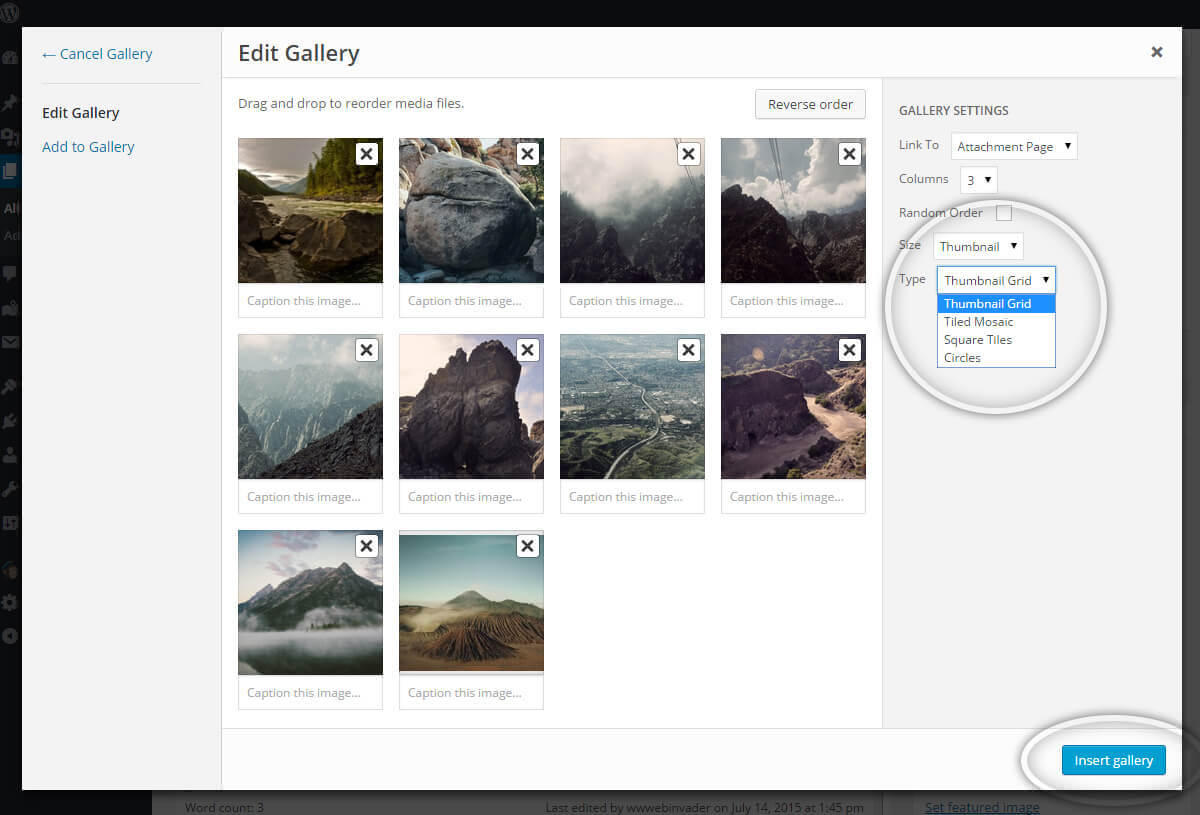 ← Cancel Gallery
Edit Gallery
Add to Gallery
All
Ad
Edit Gallery
Drag and drop to reorder media files.
Reverse order
Caption this image...
Caption this image...
Caption this image...
Caption this image...
Caption this image...
Caption this image...
Caption this image...
Caption this image...
Caption this image...
Caption this image...
GALLERY SETTINGS
Link To Attachment Page
Columns 3
Random Order
Size Thumbnail
Type Thumbnail Grid
Thumbnail Grid
Tiled Mosaic
Square Tiles
Circles
Insert gallery
Word count: 3
Last edited by wwwebinvader on July 14, 2015 at 1:45 pm
Set featured image